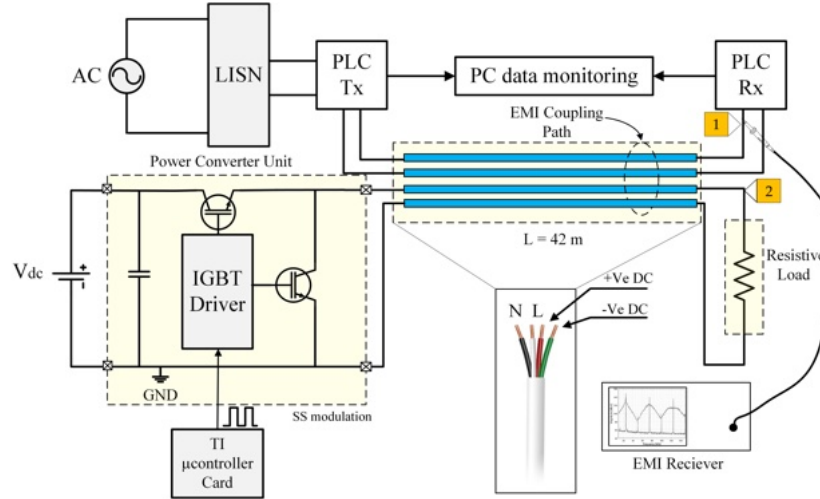 AC
LISN
PLC
Tx
PC data monitoring
PLC
Rx
EMI Coupling
Path
1
Power Converter Unit
2
L = 42 m
Vdc
+
-
IGBT
Driver
Resistive
Load
+Ve DC
N L
-Ve DC
GND
SS modulation
TI
µcontroller
Card
EMI Reciever